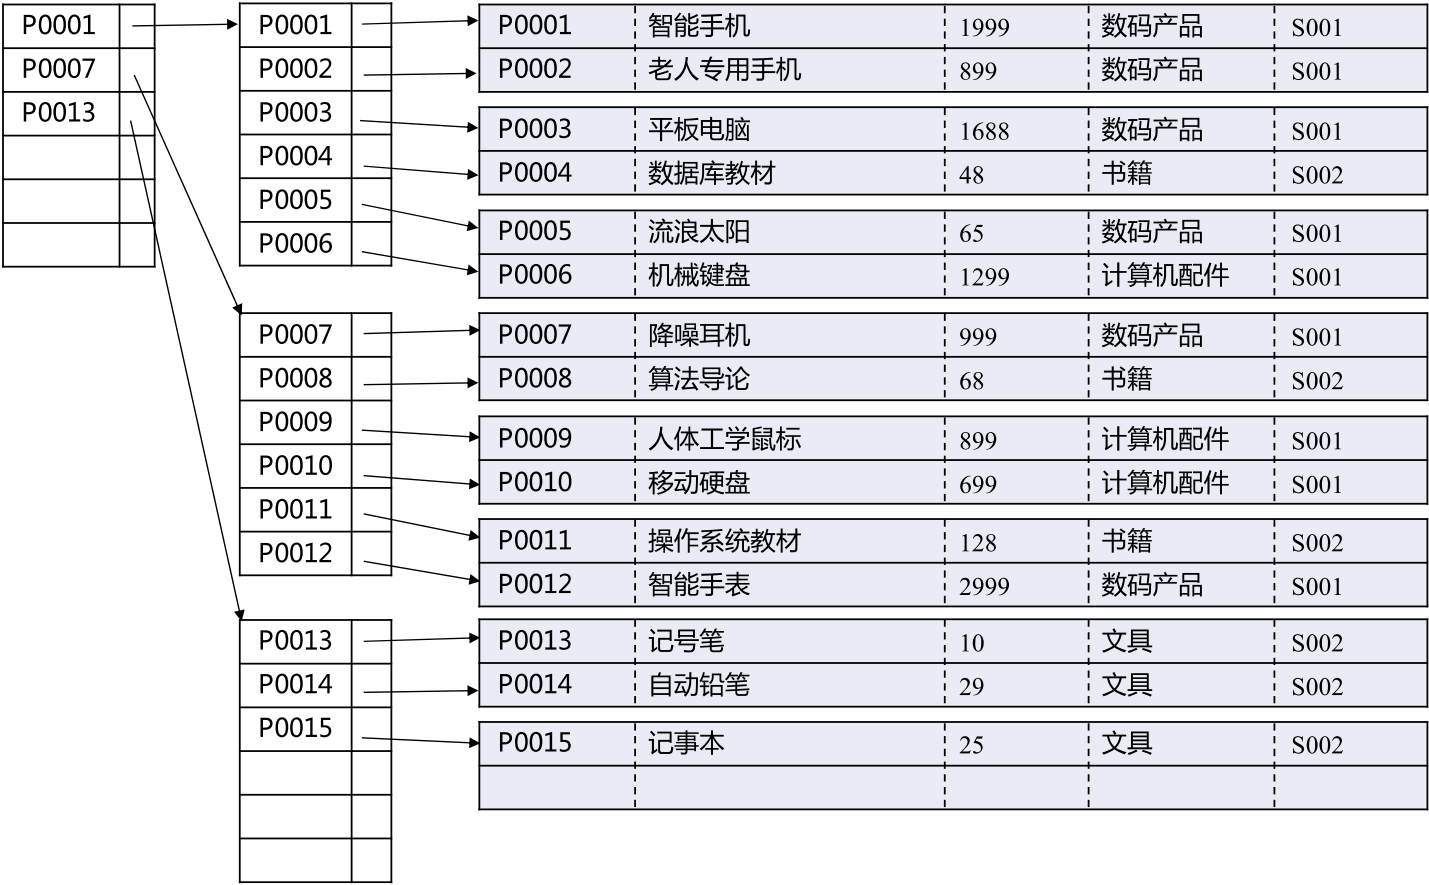 P0001
P0007
P0013
P0001
P0002
P0003
P0004
P0005
P0006
P0007
P0008
P0009
P0010
P0011
P0012
P0013
P0014
P0015
P0001 智能手机 1999 数码产品 S001
P0002 老人专用手机 899 数码产品 S001
P0003 平板电脑 1688 数码产品 S001
P0004 数据库教材 48 书籍 S002
P0005 流浪太阳 65 数码产品 S001
P0006 机械键盘 1299 计算机配件 S001
P0007 降噪耳机 999 数码产品 S001
P0008 算法导论 68 书籍 S002
P0009 人体工学鼠标 899 计算机配件 S001
P0010 移动硬盘 699 计算机配件 S001
P0011 操作系统教材 128 书籍 S002
P0012 智能手表 2999 数码产品 S001
P0013 记号笔 10 文具 S002
P0014 自动铅笔 29 文具 S002
P0015 记事本 25 文具 S002